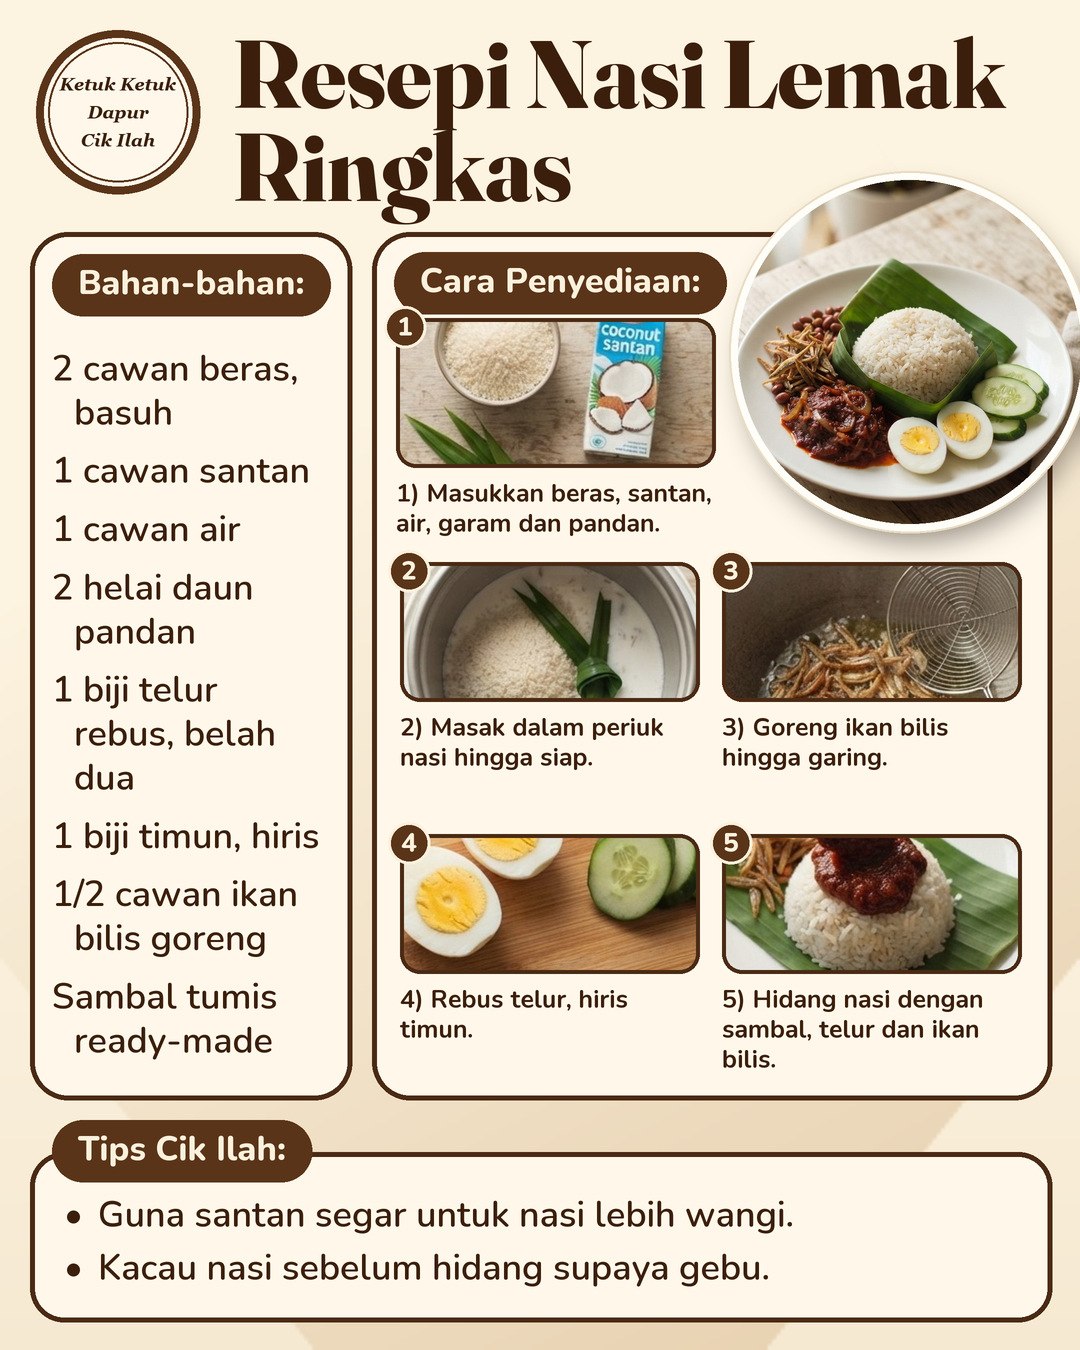 Ketuk Ketuk
Dapur
Cik Ilah
Resepi Nasi Lemak
Ringkas
Bahan-bahan:
2 cawan beras,
basuh
1 cawan santan
1 cawan air
2 helai daun
pandan
1 biji telur
rebus, belah
dua
1 biji timun, hiris
1/2 cawan ikan
bilis goreng
Sambal tumis
ready-made
Cara Penyediaan:
1
coconut
santan
1) Masukkan beras, santan,
air, garam dan pandan.
2
2) Masak dalam periuk
nasi hingga siap.
3
3) Goreng ikan bilis
hingga garing.
4
4) Rebus telur, hiris
timun.
5
5) Hidang nasi dengan
sambal, telur dan ikan
bilis.
Tips Cik Ilah:
• Guna santan segar untuk nasi lebih wangi.
• Kacau nasi sebelum hidang supaya gebu.